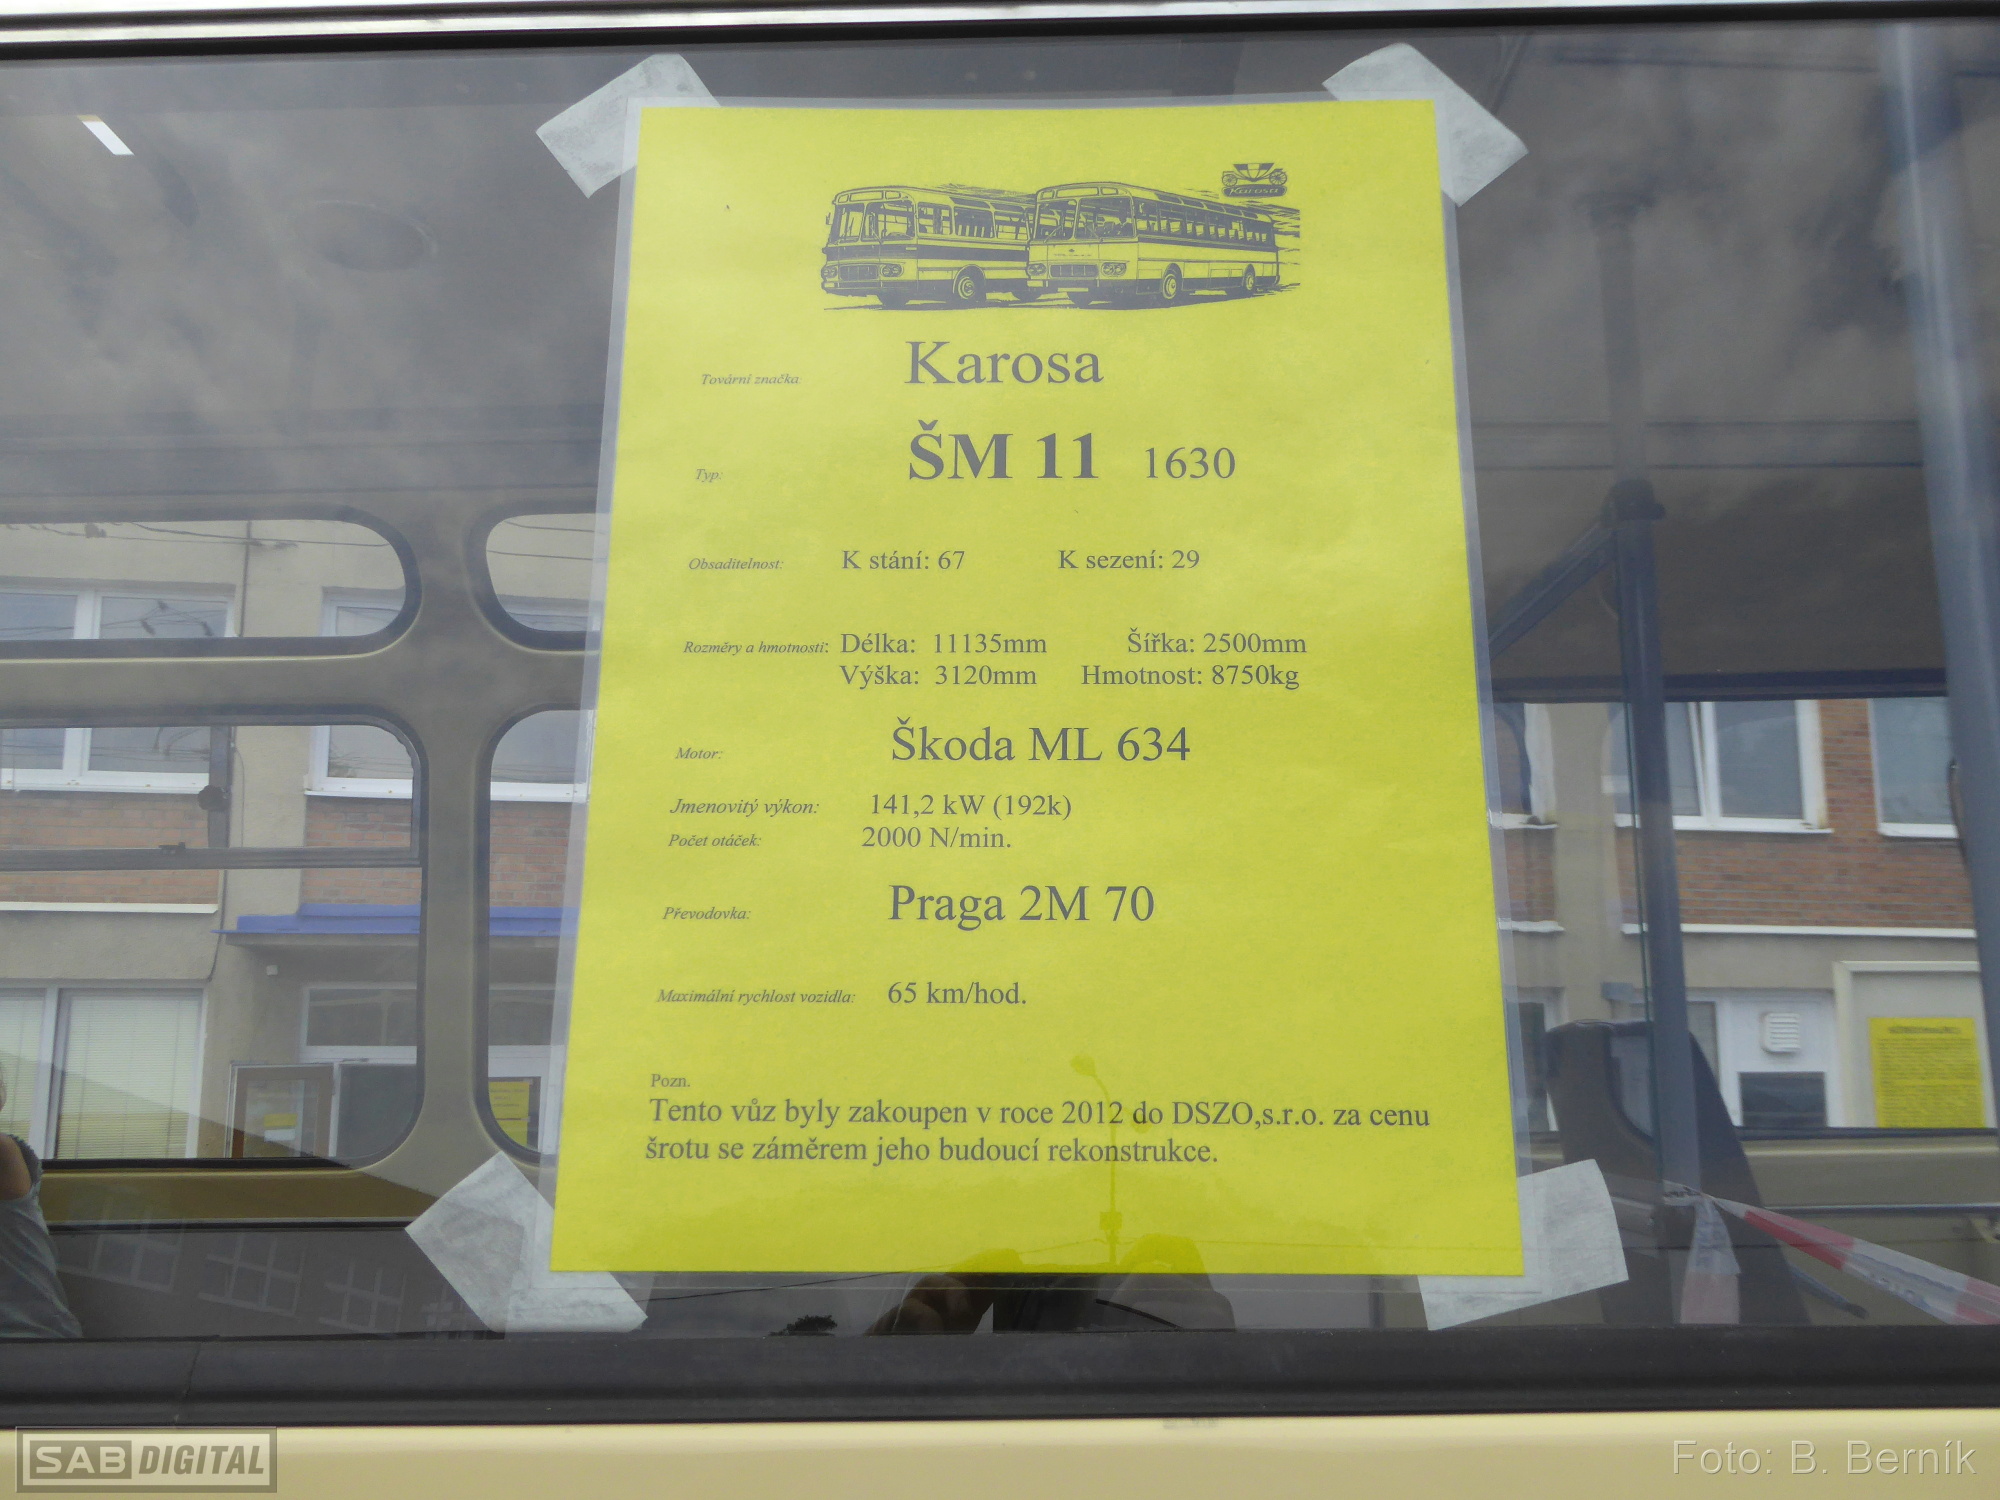 Karosa
Tovární značka: Karosa
Typ: ŠM 11 1630
Obsaditelnost: K stání: 67 K sezení: 29
Rozměry a hmotnosti: Délka: 11135mm Šířka: 2500mm
Výška: 3120mm Hmotnost: 8750kg
Motor: Škoda ML 634
Jmenovitý výkon: 141,2 kW (192k)
Počet otáček: 2000 N/min.
Převodovka: Praga 2M 70
Maximální rychlost vozidla: 65 km/hod.
Pozn.
Tento vůz byly zakoupen v roce 2012 do DSZO,s.r.o. za cenu
šrotu se záměrem jeho budoucí rekonstrukce.
SAB DIGITAL
Foto: B. Berník